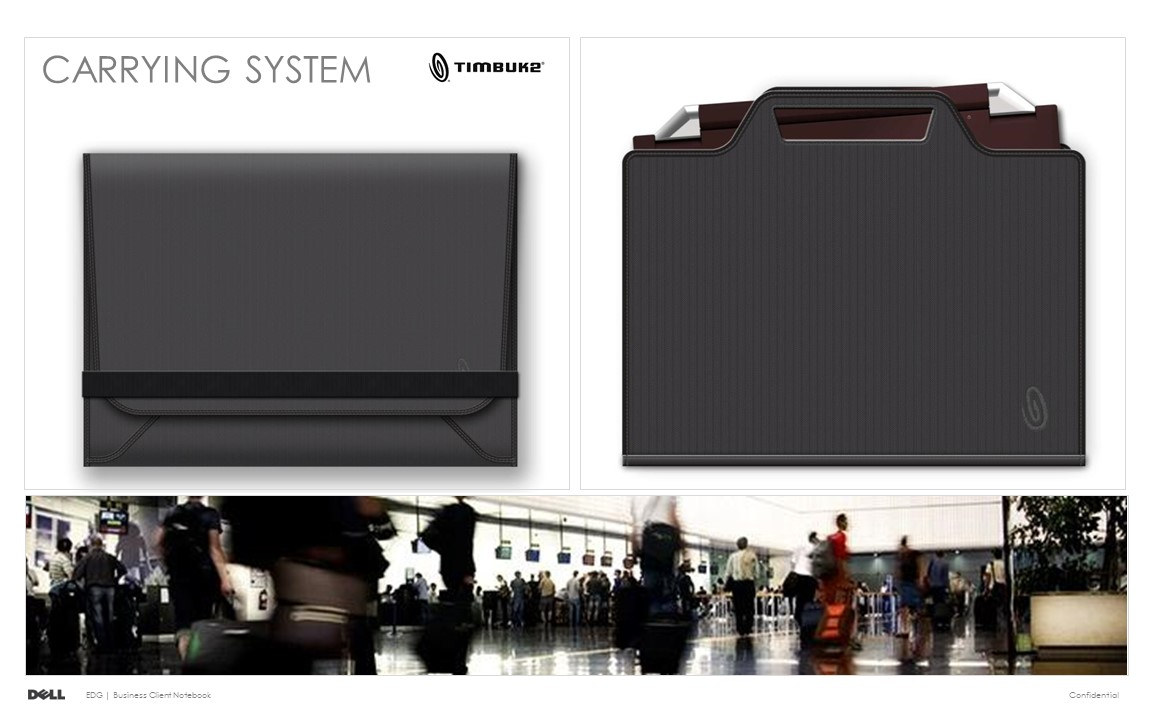 CARRYING SYSTEM
TIMBUK2
DELL
EDG | Business Client Notebook
Confidential